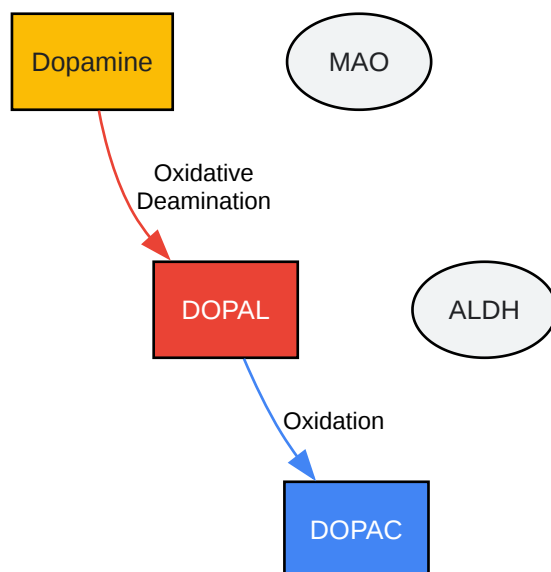 Dopamine
MAO
Oxidative
Deamination
DOPAL
ALDH
Oxidation
DOPAC